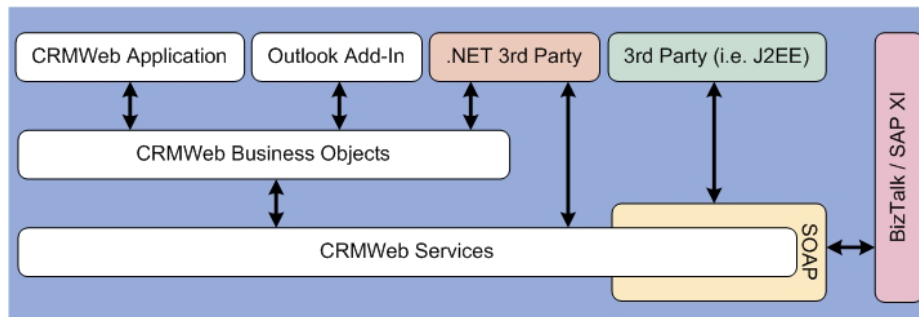 CRMWeb Application
Outlook Add-In
.NET 3rd Party
3rd Party (i.e. J2EE)
BizTalk / SAP XI
CRMWeb Business Objects
CRMWeb Services
SOAP